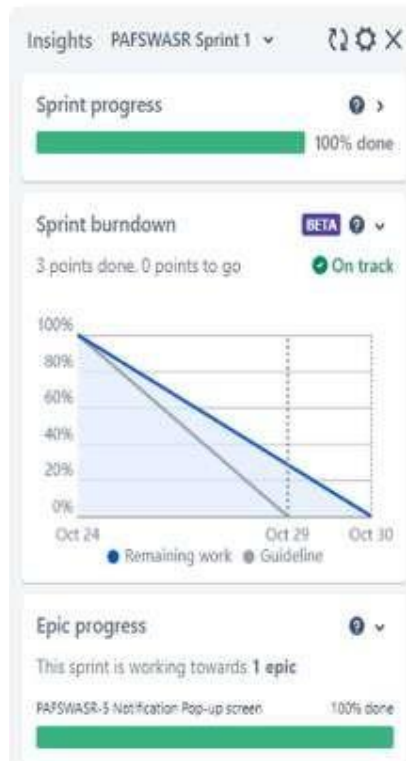 Insights PAFSWASR Sprint 1
Sprint progress
100% done
Sprint burndown BETA
3 points done. 0 points to go On track
100%
80%
60%
40%
20%
0%
Oct 24 Oct 29 Oct 30
Remaining work Guideline
Epic progress
This sprint is working towards 1 epic
PAFSWASR-5 Notification Pop-up screen 100% done